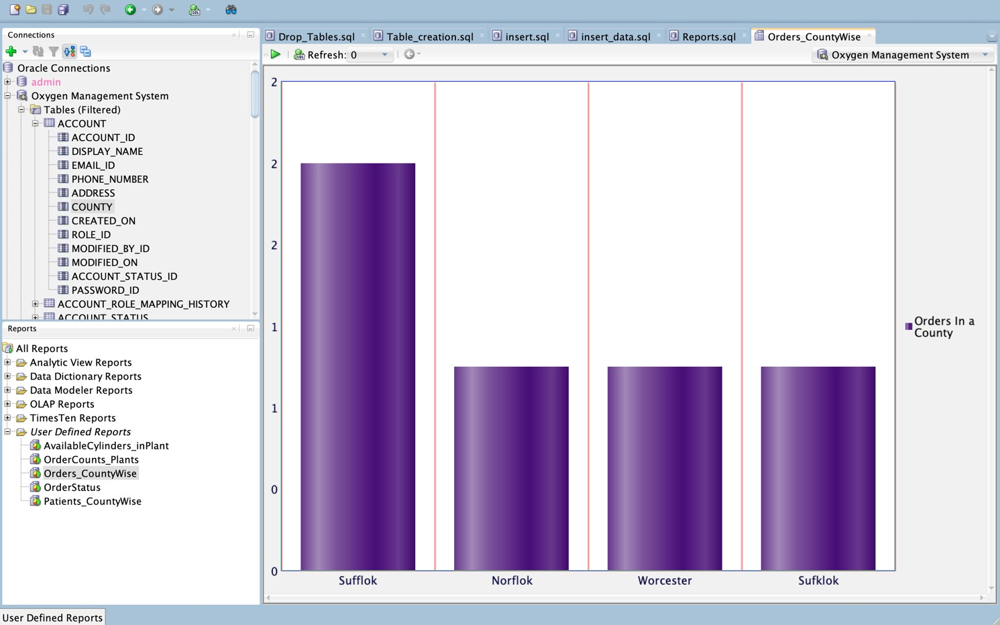 Connections
Oracle Connections
admin
Oxygen Management System
Tables (Filtered)
ACCOUNT
ACCOUNT_ID
DISPLAY_NAME
EMAIL_ID
PHONE_NUMBER
ADDRESS
COUNTY
CREATED_ON
ROLE_ID
MODIFIED_BY_ID
MODIFIED_ON
ACCOUNT_STATUS_ID
PASSWORD_ID
ACCOUNT_ROLE_MAPPING_HISTORY
ACCOUNT_STATUS
Reports
All Reports
Analytic View Reports
Data Dictionary Reports
Data Modeler Reports
OLAP Reports
TimesTen Reports
User Defined Reports
AvailableCylinders_inPlant
OrderCounts_Plants
Orders_CountyWise
OrderStatus
Patients_CountyWise
Drop_Tables.sql Table_creation.sql insert.sql insert_data.sql Reports.sql Orders_CountyWise
SQL Refresh: 0 Oxygen Management System
2
2
2
1
1
0
0
Sufflok Norflok Worcester Sufklok
Orders In a
County
User Defined Reports